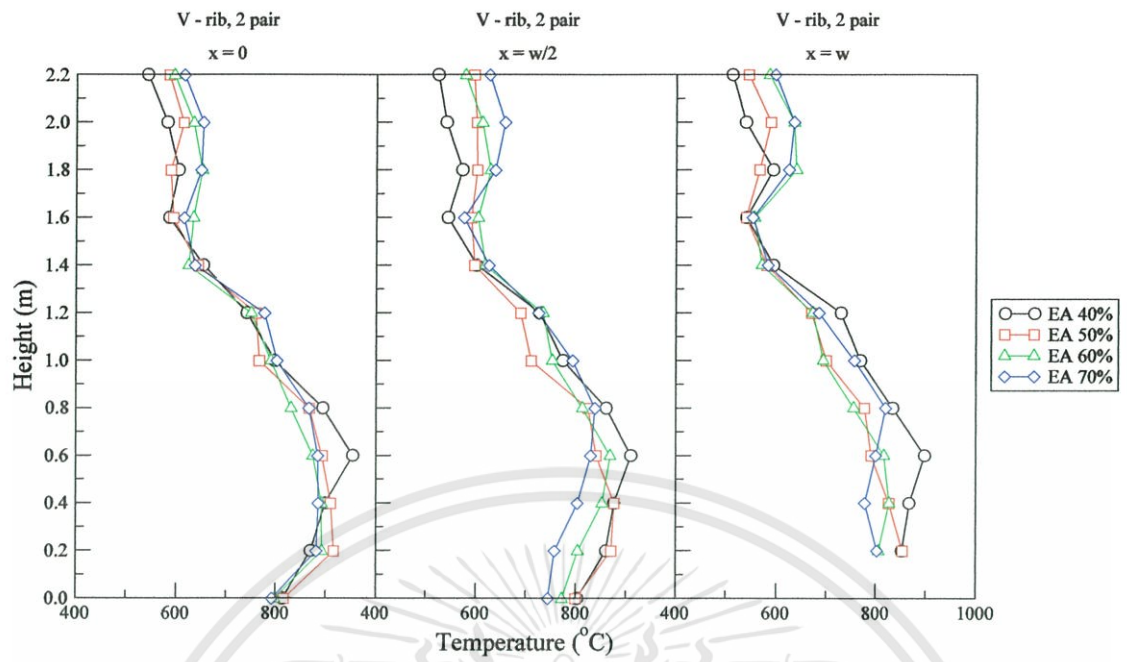 V - rib, 2 pair
x = 0
V - rib, 2 pair
x = w/2
V - rib, 2 pair
x = w
Height (m)
2.2
2.0
1.8
1.6
1.4
1.2
1.0
0.8
0.6
0.4
0.2
0.0
400 600 800 400 600 800 400 600 800 1000
Temperature (°C)
EA 40%
EA 50%
EA 60%
EA 70%